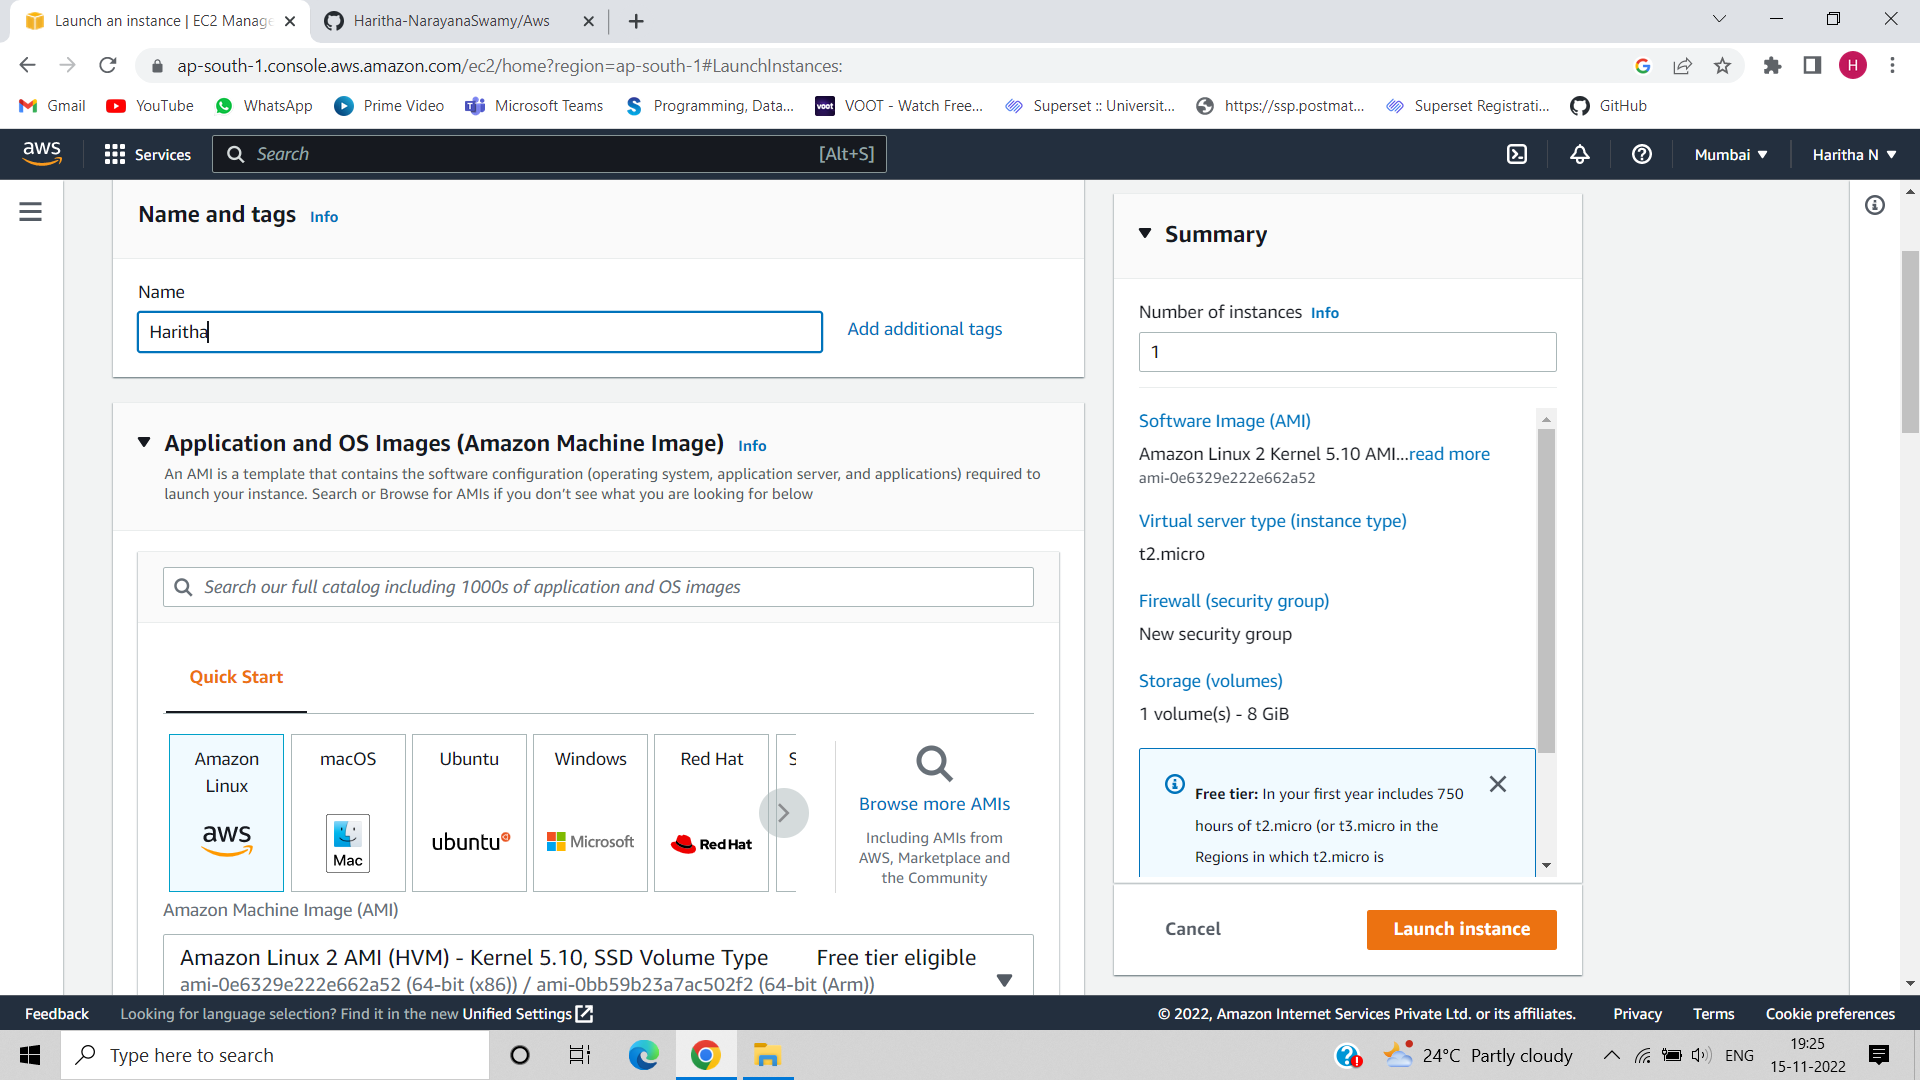 Launch an instance | EC2 Manage
Haritha-NarayanaSwamy/Aws
ap-south-1.console.aws.amazon.com/ec2/home?region=ap-south-1#LaunchInstances:
H
Gmail
YouTube
WhatsApp
Prime Video
Microsoft Teams
Programming, Data...
voot
VOOT - Watch Free...
Superset :: Universit...
https://ssp.postmat...
Superset Registrati...
GitHub
aws
Services
Search
[Alt+S]
Mumbai
Haritha N
Name and tags Info
Name
Haritha
Add additional tags
Application and OS Images (Amazon Machine Image) Info
An AMI is a template that contains the software configuration (operating system, application server, and applications) required to
launch your instance. Search or Browse for AMIs if you don’t see what you are looking for below
Search our full catalog including 1000s of application and OS images
Quick Start
Amazon
Linux
aws
macOS
Mac
Ubuntu
ubuntu
Windows
Microsoft
Red Hat
Red Hat
S
Browse more AMIs
Including AMIs from
AWS, Marketplace and
the Community
Amazon Machine Image (AMI)
Amazon Linux 2 AMI (HVM) - Kernel 5.10, SSD Volume Type
Free tier eligible
ami-0e6329e222e662a52 (64-bit (x86)) / ami-0bb59b23a7ac502f2 (64-bit (Arm))
Summary
Number of instances Info
1
Software Image (AMI)
Amazon Linux 2 Kernel 5.10 AMI...read more
ami-0e6329e222e662a52
Virtual server type (instance type)
t2.micro
Firewall (security group)
New security group
Storage (volumes)
1 volume(s) - 8 GiB
Free tier: In your first year includes 750
hours of t2.micro (or t3.micro in the
Regions in which t2.micro is
Cancel
Launch instance
Feedback
Looking for language selection? Find it in the new Unified Settings
© 2022, Amazon Internet Services Private Ltd. or its affiliates.
Privacy
Terms
Cookie preferences
Type here to search
24°C Partly cloudy
ENG
19:25
15-11-2022